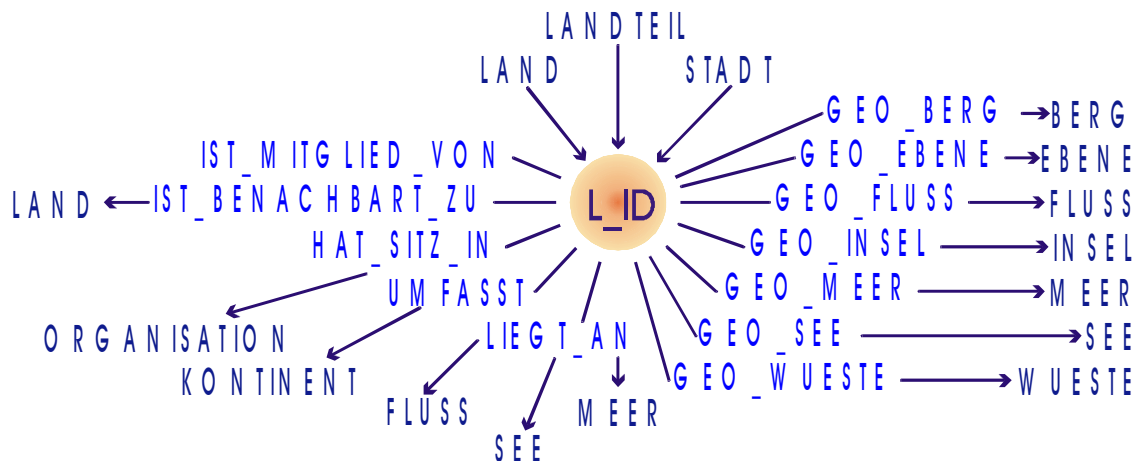 LANDTEIL
LAND STADT
GEO_BERG BERG
IST_MITGLIED_VON GEO_EBENE EBENE
LAND IST_BENACHBART_ZU L_ID GEO_FLUSS FLUSS
HAT_SITZ_IN GEO_INSEL INSEL
UMFASST GEO_MEER MEER
ORGANISATION LIEGT_AN GEO_SEE SEE
KONTINENT GEO_WUESTE WUESTE
FLUSS MEER
SEE